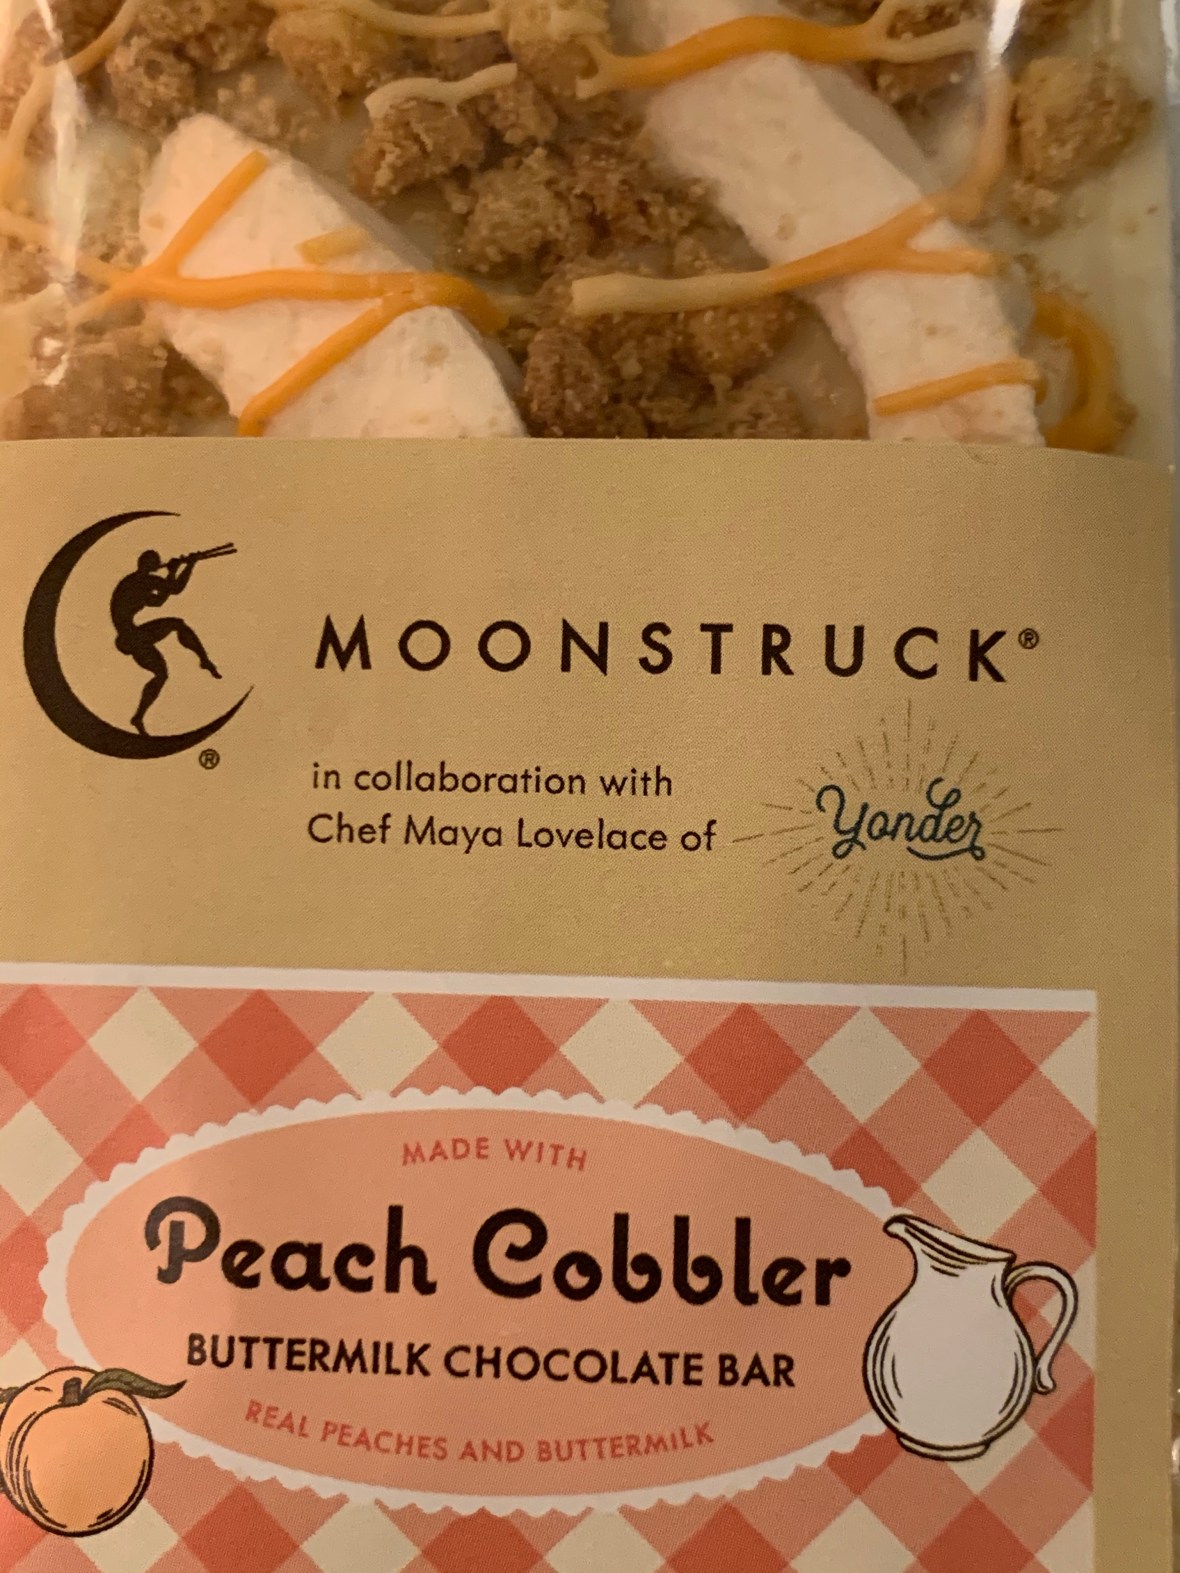 MOONSTRUCK®
®
in collaboration with
Chef Maya Lovelace of
Yonder
MADE WITH
Peach Cobbler
BUTTERMILK CHOCOLATE BAR
REAL PEACHES AND BUTTERMILK